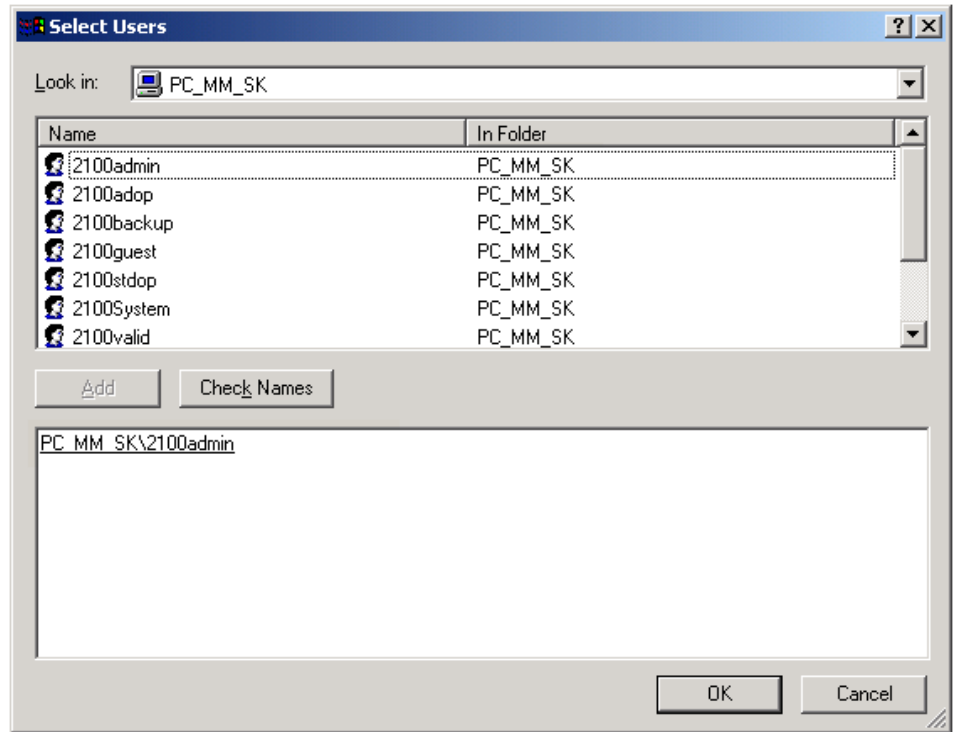 Select Users
Look in: PC_MM_SK
Name In Folder
2100admin PC_MM_SK
2100adop PC_MM_SK
2100backup PC_MM_SK
2100guest PC_MM_SK
2100stdop PC_MM_SK
2100System PC_MM_SK
2100valid PC_MM_SK
Add Check Names
PC_MM_SK\2100admin
OK Cancel